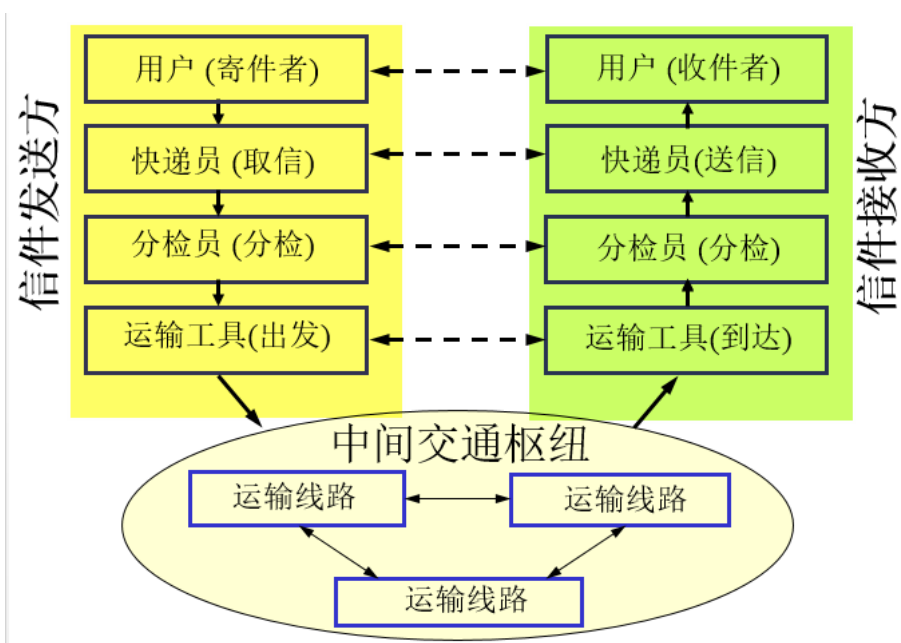 信件发送方
用户 (寄件者)
用户 (收件者)
快递员 (取信)
快递员(送信)
分检员 (分检)
分检员 (分检)
运输工具(出发)
运输工具(到达)
信件接收方
中间交通枢纽
运输线路
运输线路
运输线路